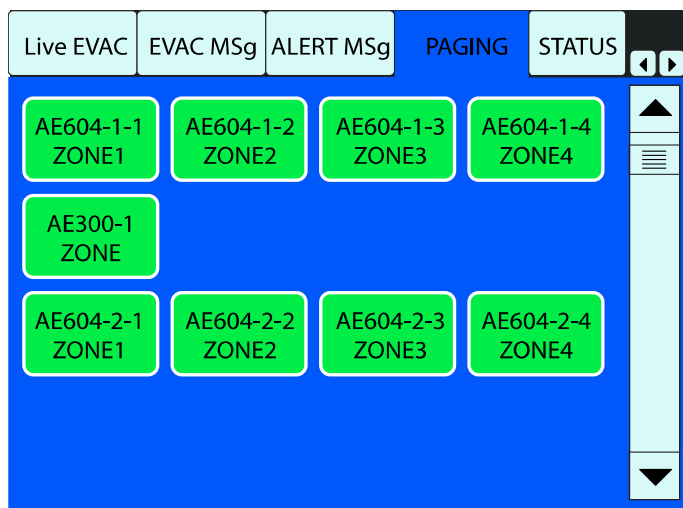 Live EVAC EVAC MSg ALERT MSg PAGING STATUS
AE604-1-1 AE604-1-2 AE604-1-3 AE604-1-4
ZONE1 ZONE2 ZONE3 ZONE4
AE300-1
ZONE
AE604-2-1 AE604-2-2 AE604-2-3 AE604-2-4
ZONE1 ZONE2 ZONE3 ZONE4